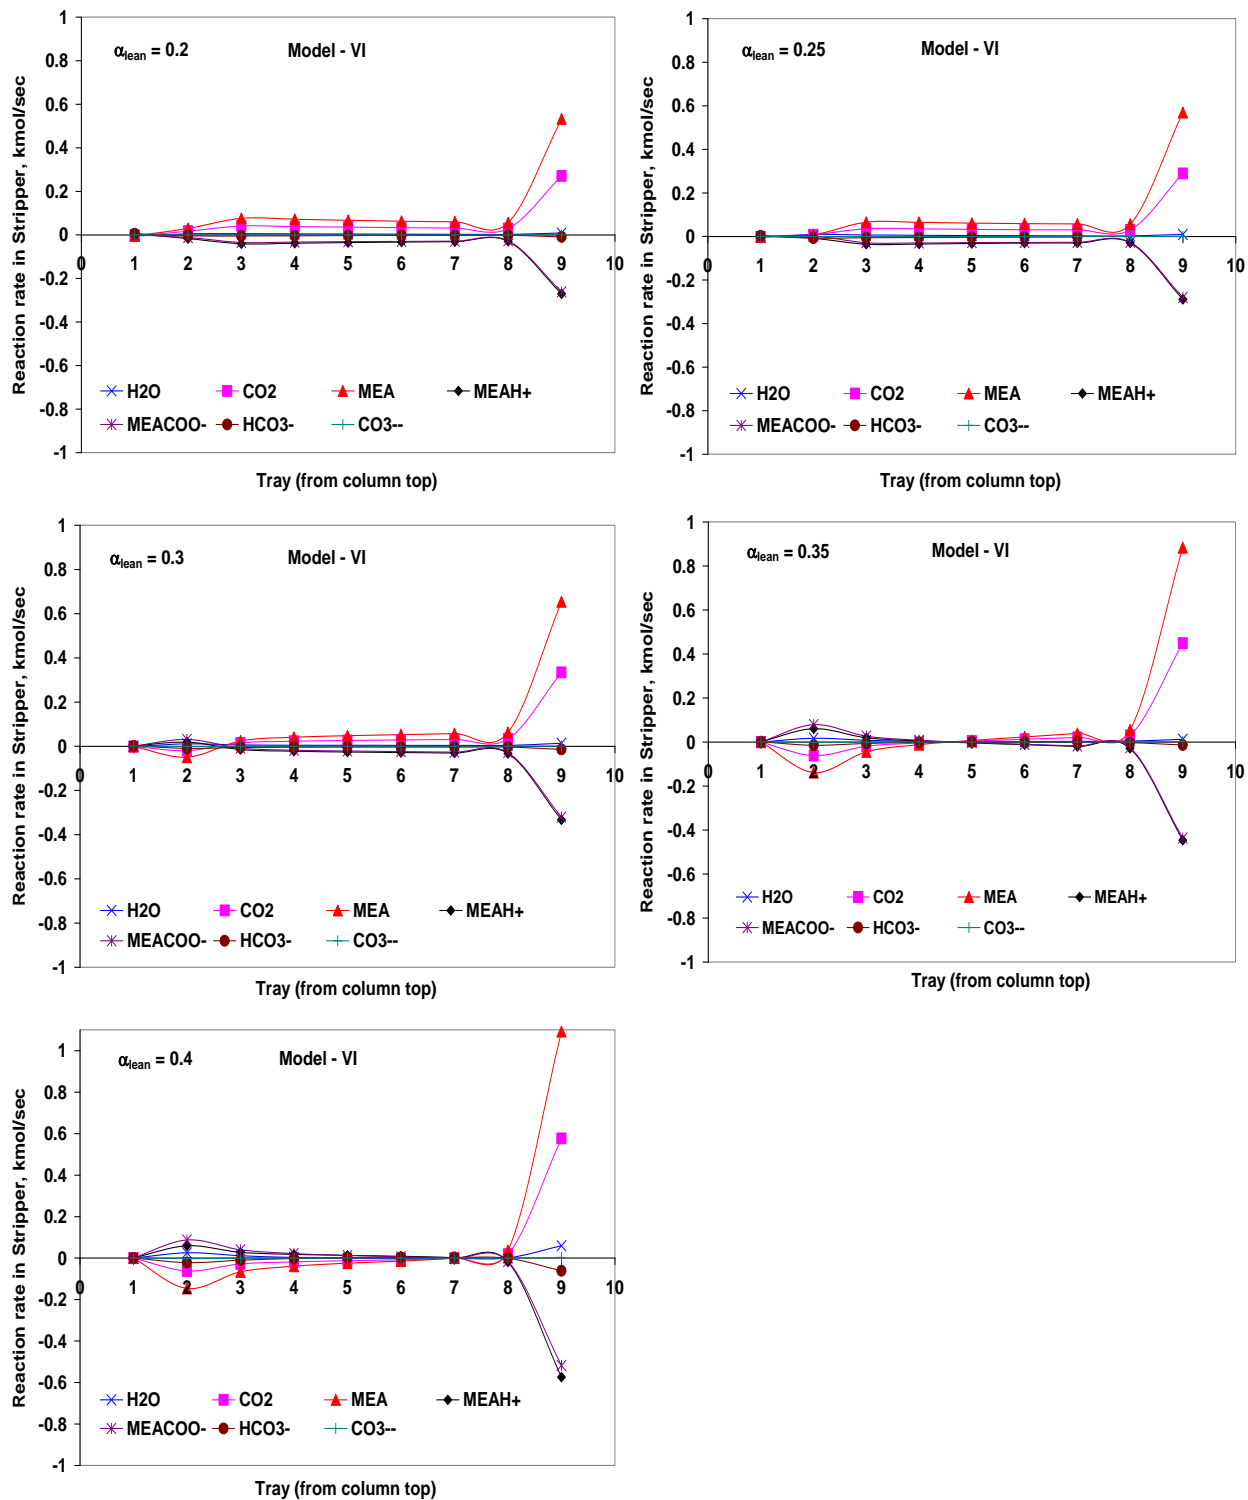 αlean = 0.2 Model - VI
Reaction rate in Stripper, kmol/sec
1
0.8
0.6
0.4
0.2
0
-0.2
-0.4
-0.6
-0.8
-1
0 1 2 3 4 5 6 7 8 9 10
H2O CO2 MEA MEAH+
MEACOO- HCO3- CO3--
Tray (from column top)
αlean = 0.25 Model - VI
Reaction rate in Stripper, kmol/sec
1
0.8
0.6
0.4
0.2
0
-0.2
-0.4
-0.6
-0.8
-1
0 1 2 3 4 5 6 7 8 9 10
H2O CO2 MEA MEAH+
MEACOO- HCO3- CO3--
Tray (from column top)
αlean = 0.3 Model - VI
Reaction rate in Stripper, kmol/sec
1
0.8
0.6
0.4
0.2
0
-0.2
-0.4
-0.6
-0.8
-1
0 1 2 3 4 5 6 7 8 9 10
H2O CO2 MEA MEAH+
MEACOO- HCO3- CO3--
Tray (from column top)
αlean = 0.35 Model - VI
Reaction rate in Stripper, kmol/sec
1
0.8
0.6
0.4
0.2
0
-0.2
-0.4
-0.6
-0.8
-1
0 1 2 3 4 5 6 7 8 9 10
H2O CO2 MEA MEAH+
MEACOO- HCO3- CO3--
Tray (from column top)
αlean = 0.4 Model - VI
Reaction rate in Stripper, kmol/sec
1
0.8
0.6
0.4
0.2
0
-0.2
-0.4
-0.6
-0.8
-1
0 1 2 3 4 5 6 7 8 9 10
H2O CO2 MEA MEAH+
MEACOO- HCO3- CO3--
Tray (from column top)